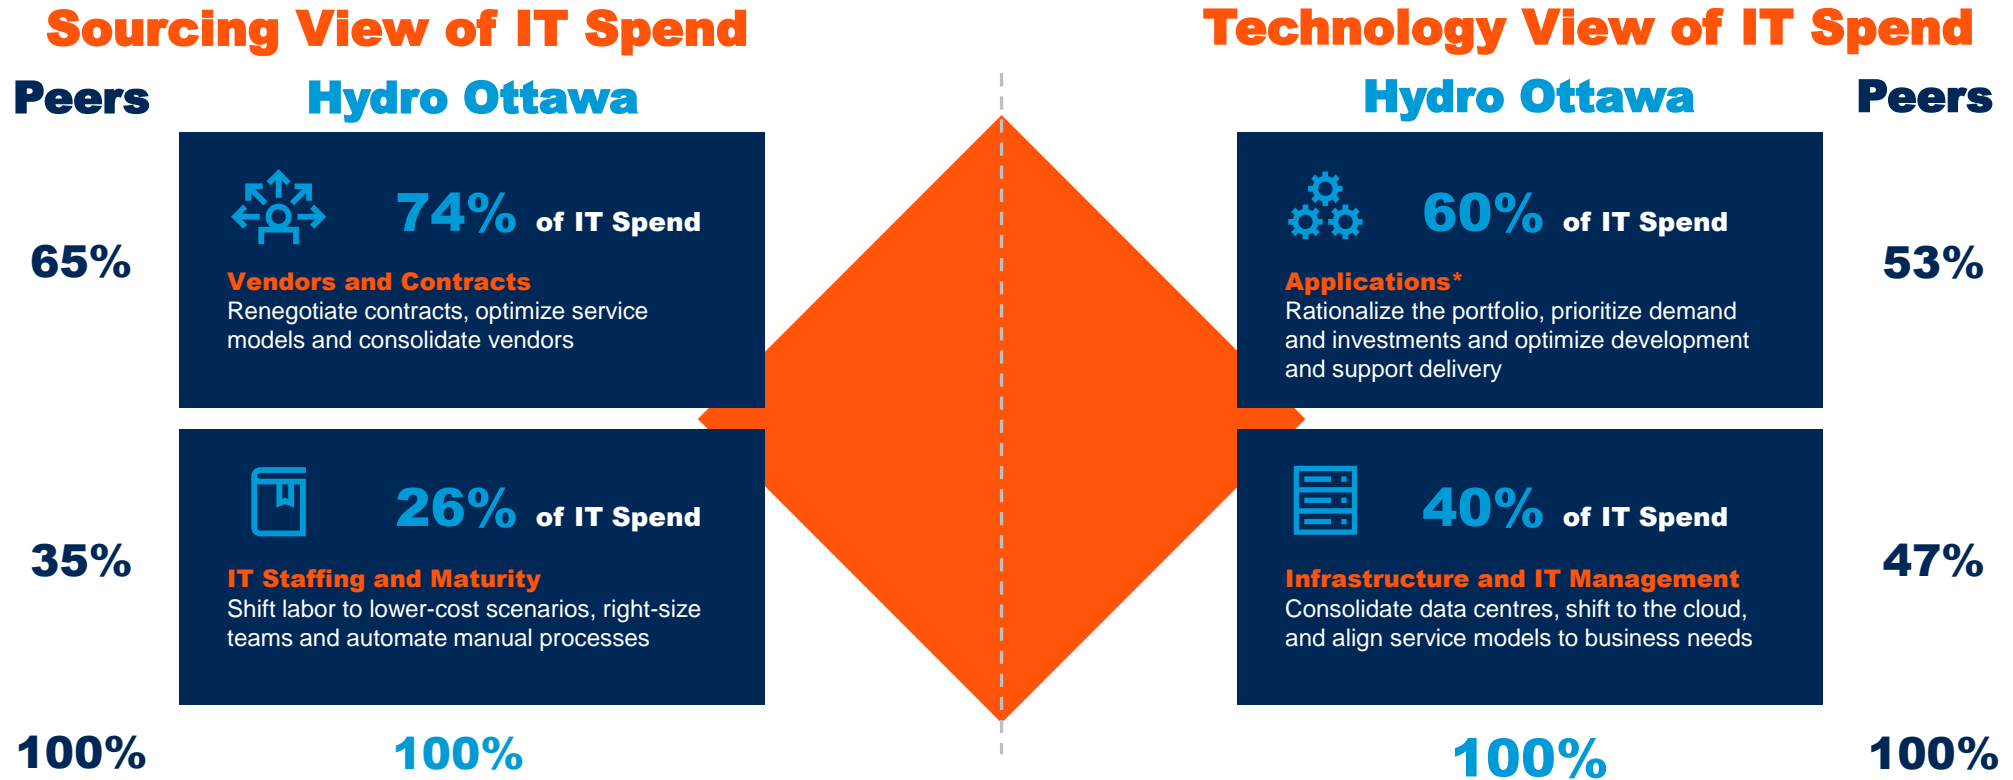 Sourcing View of IT Spend
Peers
Hydro Ottawa
65%
74% of IT Spend
Vendors and Contracts
Renegotiate contracts, optimize service
models and consolidate vendors
35%
26% of IT Spend
IT Staffing and Maturity
Shift labor to lower-cost scenarios, right-size
teams and automate manual processes
100%
100%
Technology View of IT Spend
Hydro Ottawa
Peers
60% of IT Spend
53%
Applications*
Rationalize the portfolio, prioritize demand
and investments and optimize development
and support delivery
40% of IT Spend
47%
Infrastructure and IT Management
Consolidate data centres, shift to the cloud,
and align service models to business needs
100%
100%